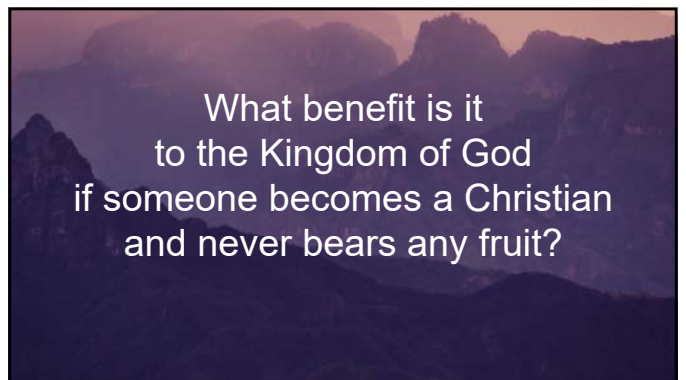 What benefit is it
to the Kingdom of God
if someone becomes a Christian
and never bears any fruit?